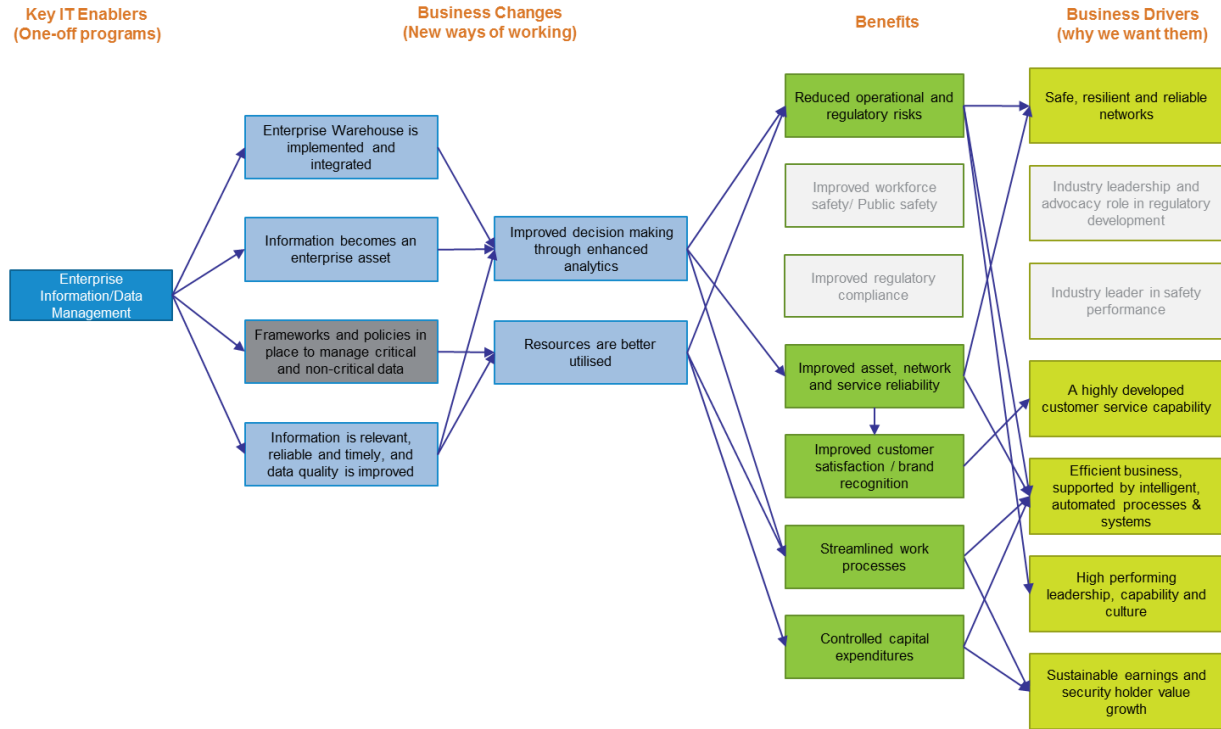 Key IT Enablers
(One-off programs)
Business Changes
(New ways of working)
Benefits
Business Drivers
(why we want them)
Enterprise
Information/Data
Management
Enterprise Warehouse is
implemented and
integrated
Information becomes an
enterprise asset
Frameworks and policies in
place to manage critical
and non-critical data
Information is relevant,
reliable and timely, and
data quality is improved
Improved decision making
through enhanced
analytics
Resources are better
utilised
Reduced operational and
regulatory risks
Improved workforce
safety/ Public safety
Improved regulatory
compliance
Improved asset, network
and service reliability
Improved customer
satisfaction / brand
recognition
Streamlined work
processes
Controlled capital
expenditures
Safe, resilient and reliable
networks
Industry leadership and
advocacy role in regulatory
development
Industry leader in safety
performance
A highly developed
customer service capability
Efficient business,
supported by intelligent,
automated processes &
systems
High performing
leadership, capability and
culture
Sustainable earnings and
security holder value
growth